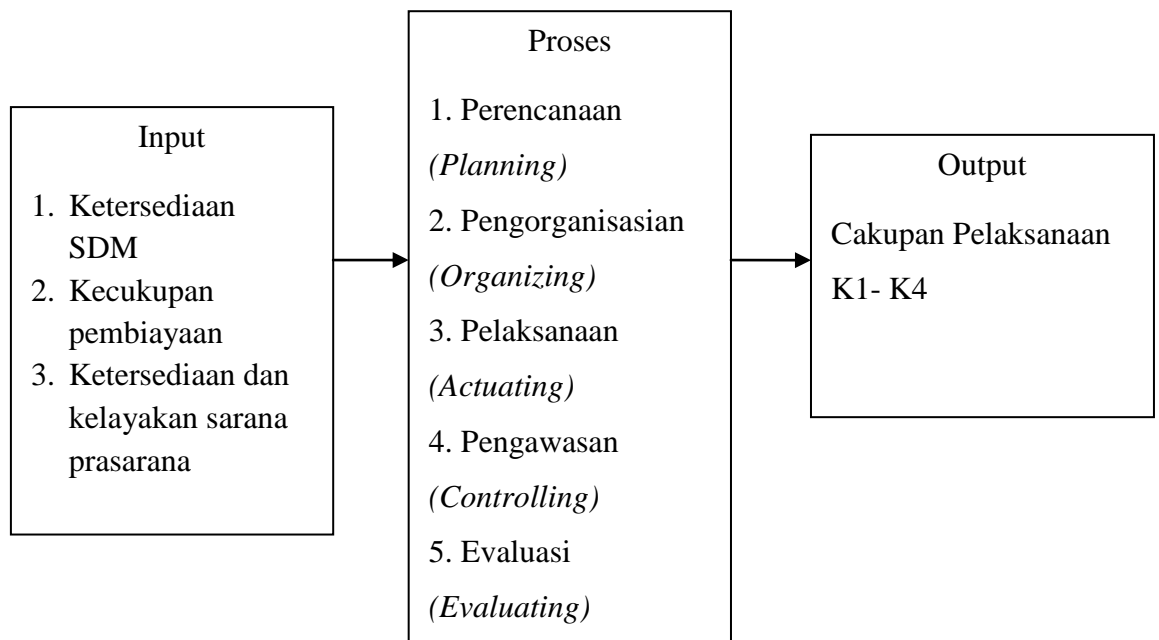 Input
1. Ketersediaan
SDM
2. Kecukupan
pembiayaan
3. Ketersediaan dan
kelayakan sarana
prasarana
Proses
1. Perencanaan
(Planning)
2. Pengorganisasian
(Organizing)
3. Pelaksanaan
(Actuating)
4. Pengawasan
(Controlling)
5. Evaluasi
(Evaluating)
Output
Cakupan Pelaksanaan
K1- K4